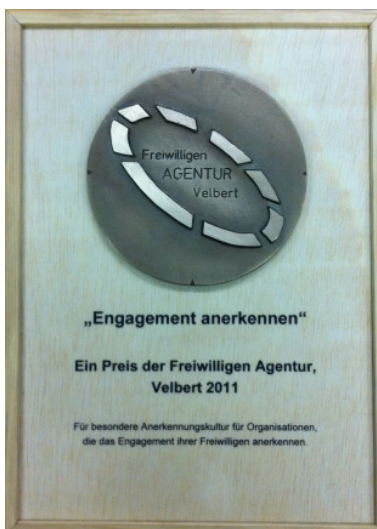 Freiwilligen
AGENTUR
Velbert
„Engagement anerkennen“
Ein Preis der Freiwilligen Agentur,
Velbert 2011
Für besondere Anerkennungskultur für Organisationen,
die das Engagement ihrer Freiwilligen anerkennen.